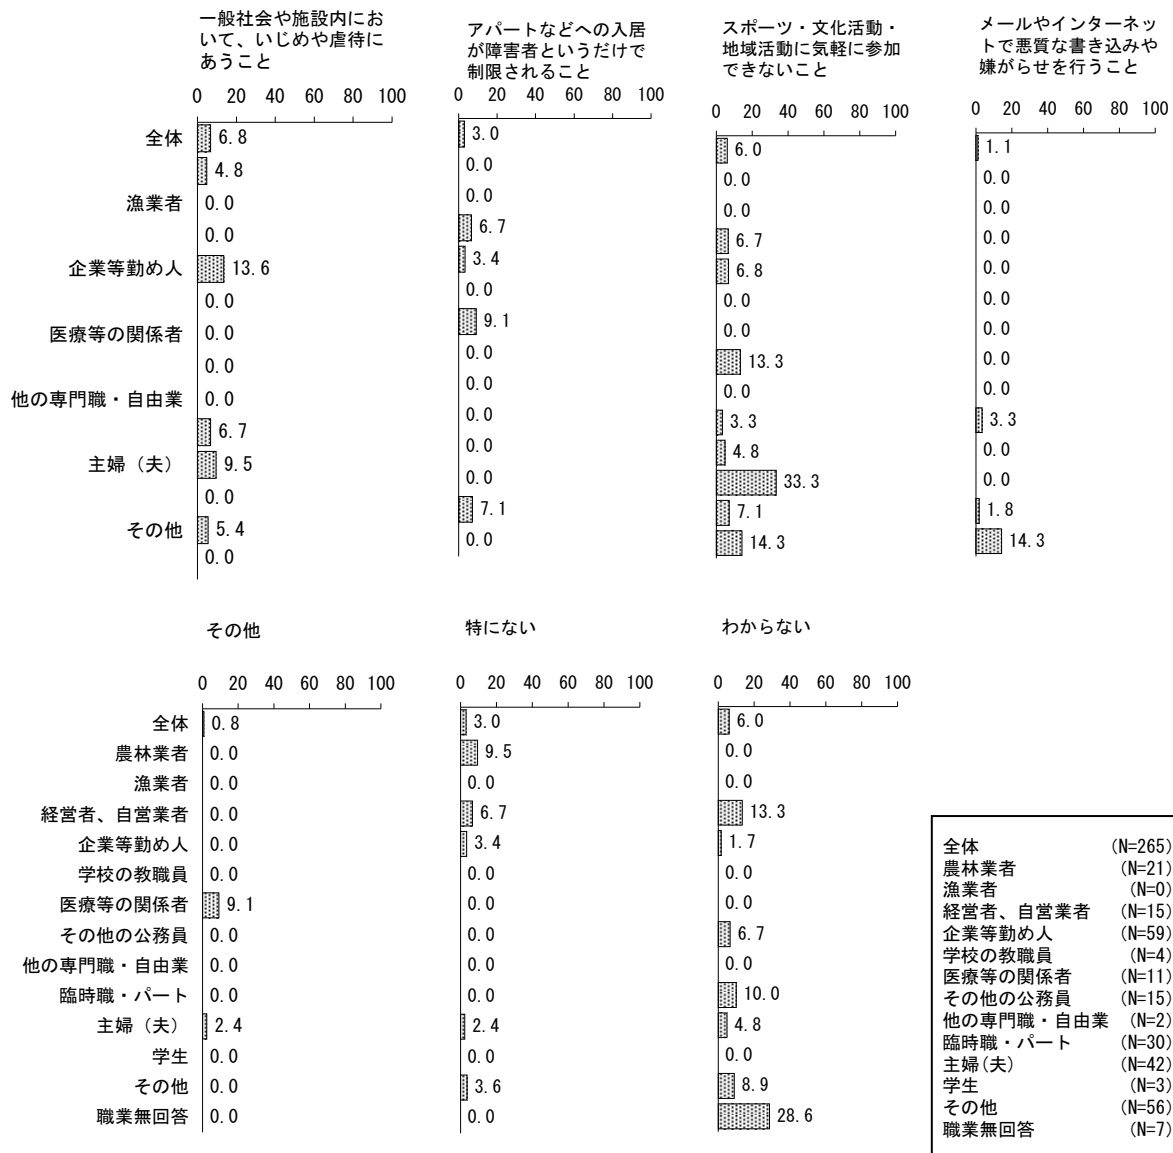 一般社会や施設内にお
いて、いじめや虐待に
あうこと
アパートなどへの入居
が障害者というだけで
制限されること
スポーツ・文化活動・
地域活動に気軽に参加
できないこと
メールやインターネッ
トで悪質な書き込みや
嫌がらせを行うこと
0 20 40 60 80 100
0 20 40 60 80 100
0 20 40 60 80 100
0 20 40 60 80 100
全体 6.8 3.0 6.0 1.1
4.8 0.0 0.0 0.0
漁業者 0.0 0.0 0.0 0.0
0.0 6.7 6.7 0.0
企業等勤め人 13.6 3.4 6.8 0.0
0.0 0.0 0.0 0.0
医療等の関係者 0.0 9.1 0.0 0.0
0.0 0.0 13.3 0.0
他の専門職・自由業 0.0 0.0 0.0 0.0
6.7 0.0 3.3 3.3
主婦（夫） 9.5 0.0 4.8 0.0
0.0 0.0 33.3 0.0
その他 5.4 7.1 7.1 1.8
0.0 0.0 14.3 14.3
その他
特にない
わからない
0 20 40 60 80 100
0 20 40 60 80 100
0 20 40 60 80 100
全体 0.8 3.0 6.0
農林業者 0.0 9.5 0.0
漁業者 0.0 0.0 0.0
経営者、自営業者 0.0 6.7 13.3
企業等勤め人 0.0 3.4 1.7
学校の教職員 0.0 0.0 0.0
医療等の関係者 9.1 0.0 0.0
その他の公務員 0.0 0.0 6.7
他の専門職・自由業 0.0 0.0 0.0
臨時職・パート 0.0 0.0 10.0
主婦（夫） 2.4 2.4 4.8
学生 0.0 0.0 0.0
その他 0.0 3.6 8.9
職業無回答 0.0 0.0 28.6
全体 (N=265)
農林業者 (N=21)
漁業者 (N=0)
経営者、自営業者 (N=15)
企業等勤め人 (N=59)
学校の教職員 (N=4)
医療等の関係者 (N=11)
その他の公務員 (N=15)
他の専門職・自由業 (N=2)
臨時職・パート (N=30)
主婦(夫) (N=42)
学生 (N=3)
その他 (N=56)
職業無回答 (N=7)